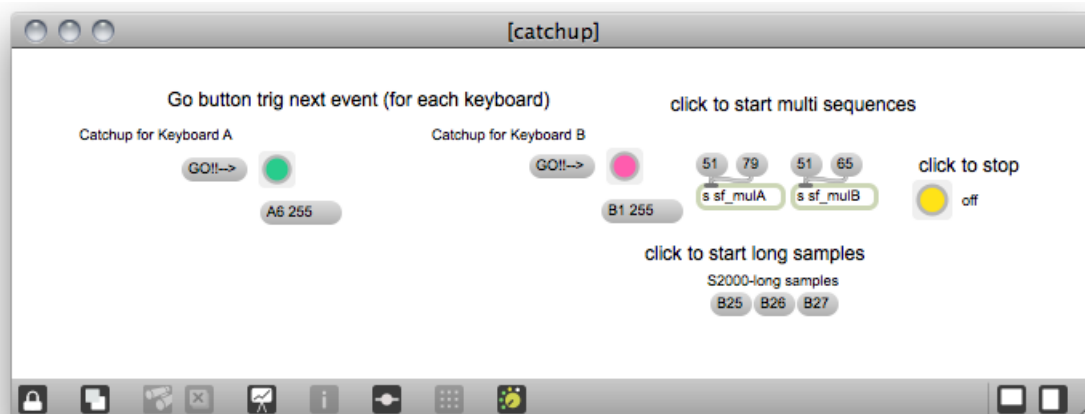 [catchup]
Go button trig next event (for each keyboard)
click to start multi sequences
Catchup for Keyboard A
Catchup for Keyboard B
GO!!-->
GO!!-->
51 79 51 65
click to stop
s sf_mulA
s sf_mulB
off
A6 255
B1 255
click to start long samples
S2000-long samples
B25 B26 B27